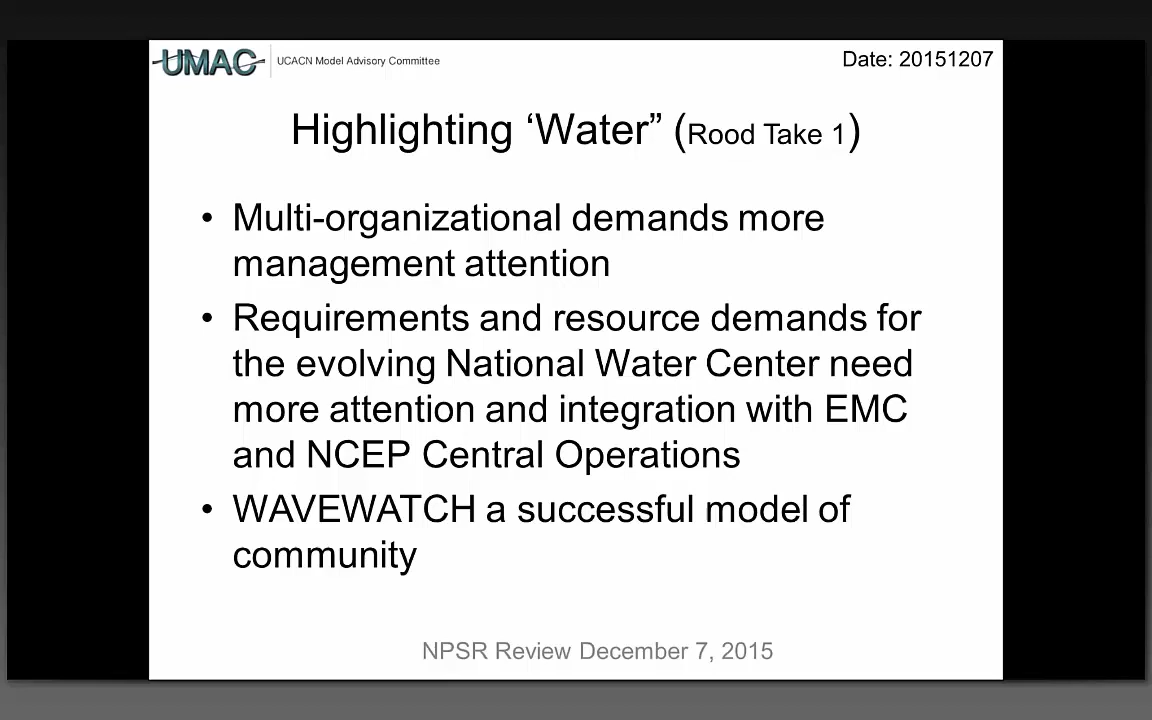 UMAC UCACN Model Advisory Committee
Date: 20151207
Highlighting ‘Water” (Rood Take 1)
• Multi-organizational demands more
management attention
• Requirements and resource demands for
the evolving National Water Center need
more attention and integration with EMC
and NCEP Central Operations
• WAVEWATCH a successful model of
community
NPSR Review December 7, 2015